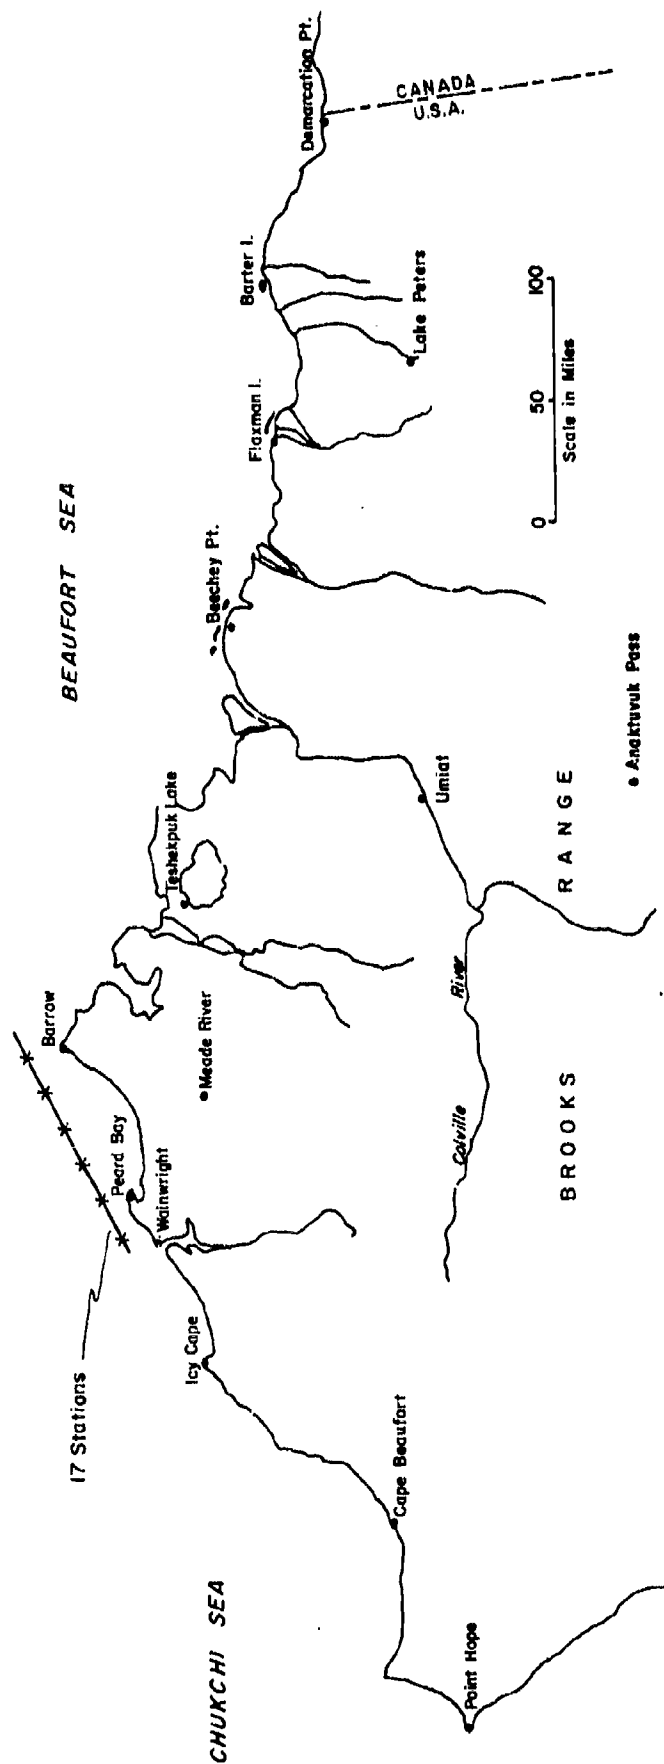 BEAUFORT SEA
CHUKCHI SEA
17 Stations
Barrow
Peard Bay
Wainwright
Icy Cape
Cape Beaufort
Point Hope
Meade River
Teshekpuk Lake
Beechey Pt.
Flaxman I.
Barter I.
Demarcation Pt.
CANADA
U.S.A.
Lake Peters
Umiat
Colville River
BROOKS RANGE
Anaktuvuk Pass
0 50 100
Scale in Miles